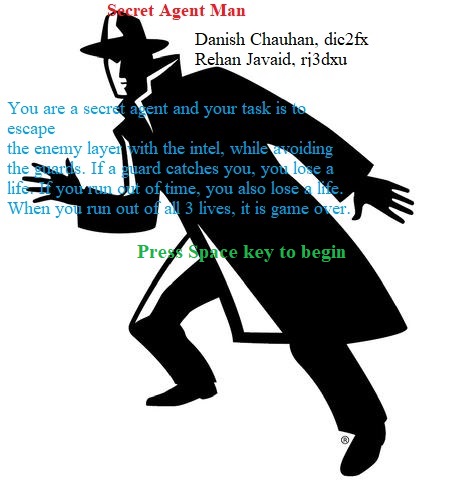 Secret Agent Man
Danish Chauhan, dic2fx
Rehan Javaid, rj3dxu
You are a secret agent and your task is to
escape
the enemy layer with the intel, while avoiding
the guards. If a guard catches you, you lose a
life. If you run out of time, you also lose a life.
When you run out of all 3 lives, it is game over.
Press Space key to begin
®